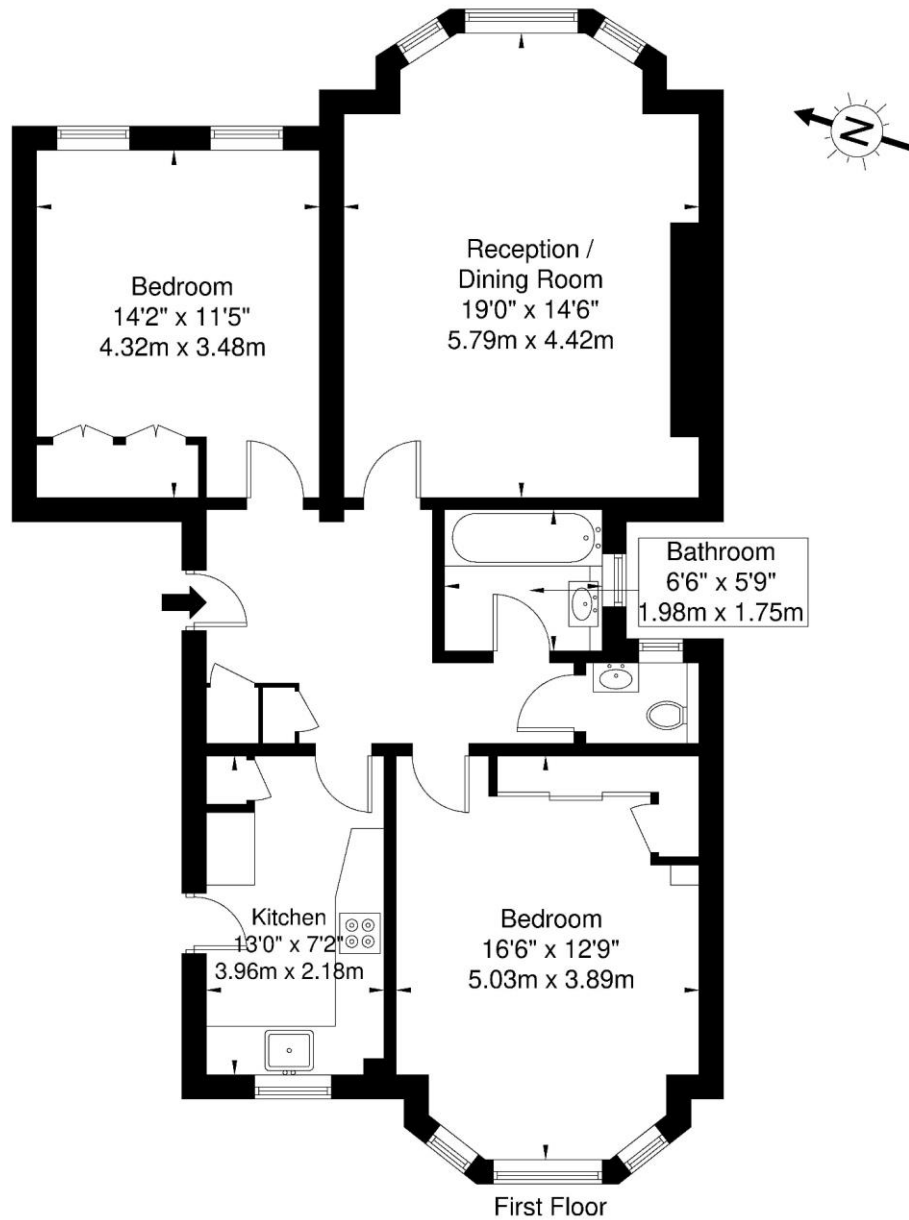 N
Reception /
Dining Room
19'0" x 14'6"
5.79m x 4.42m
Bedroom
14'2" x 11'5"
4.32m x 3.48m
Bathroom
6'6" x 5'9"
1.98m x 1.75m
Kitchen
13'0" x 7'2"
3.96m x 2.18m
Bedroom
16'6" x 12'9"
5.03m x 3.89m
First Floor